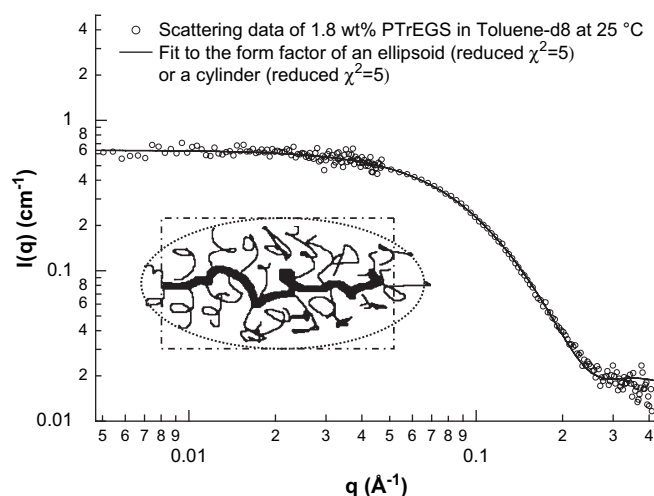 Scattering data of 1.8 wt% PTrEGS in Toluene-d8 at 25 °C
Fit to the form factor of an ellipsoid (reduced χ²=5)
or a cylinder (reduced χ²=5)
4
2
1
8
6
4
2
0.1
8
6
4
2
0.01
I(q) (cm⁻¹)
5 6 7 8 9 2 3 4 5 6 7 8 9 2 3 4
0.01 0.1
q (Å⁻¹)